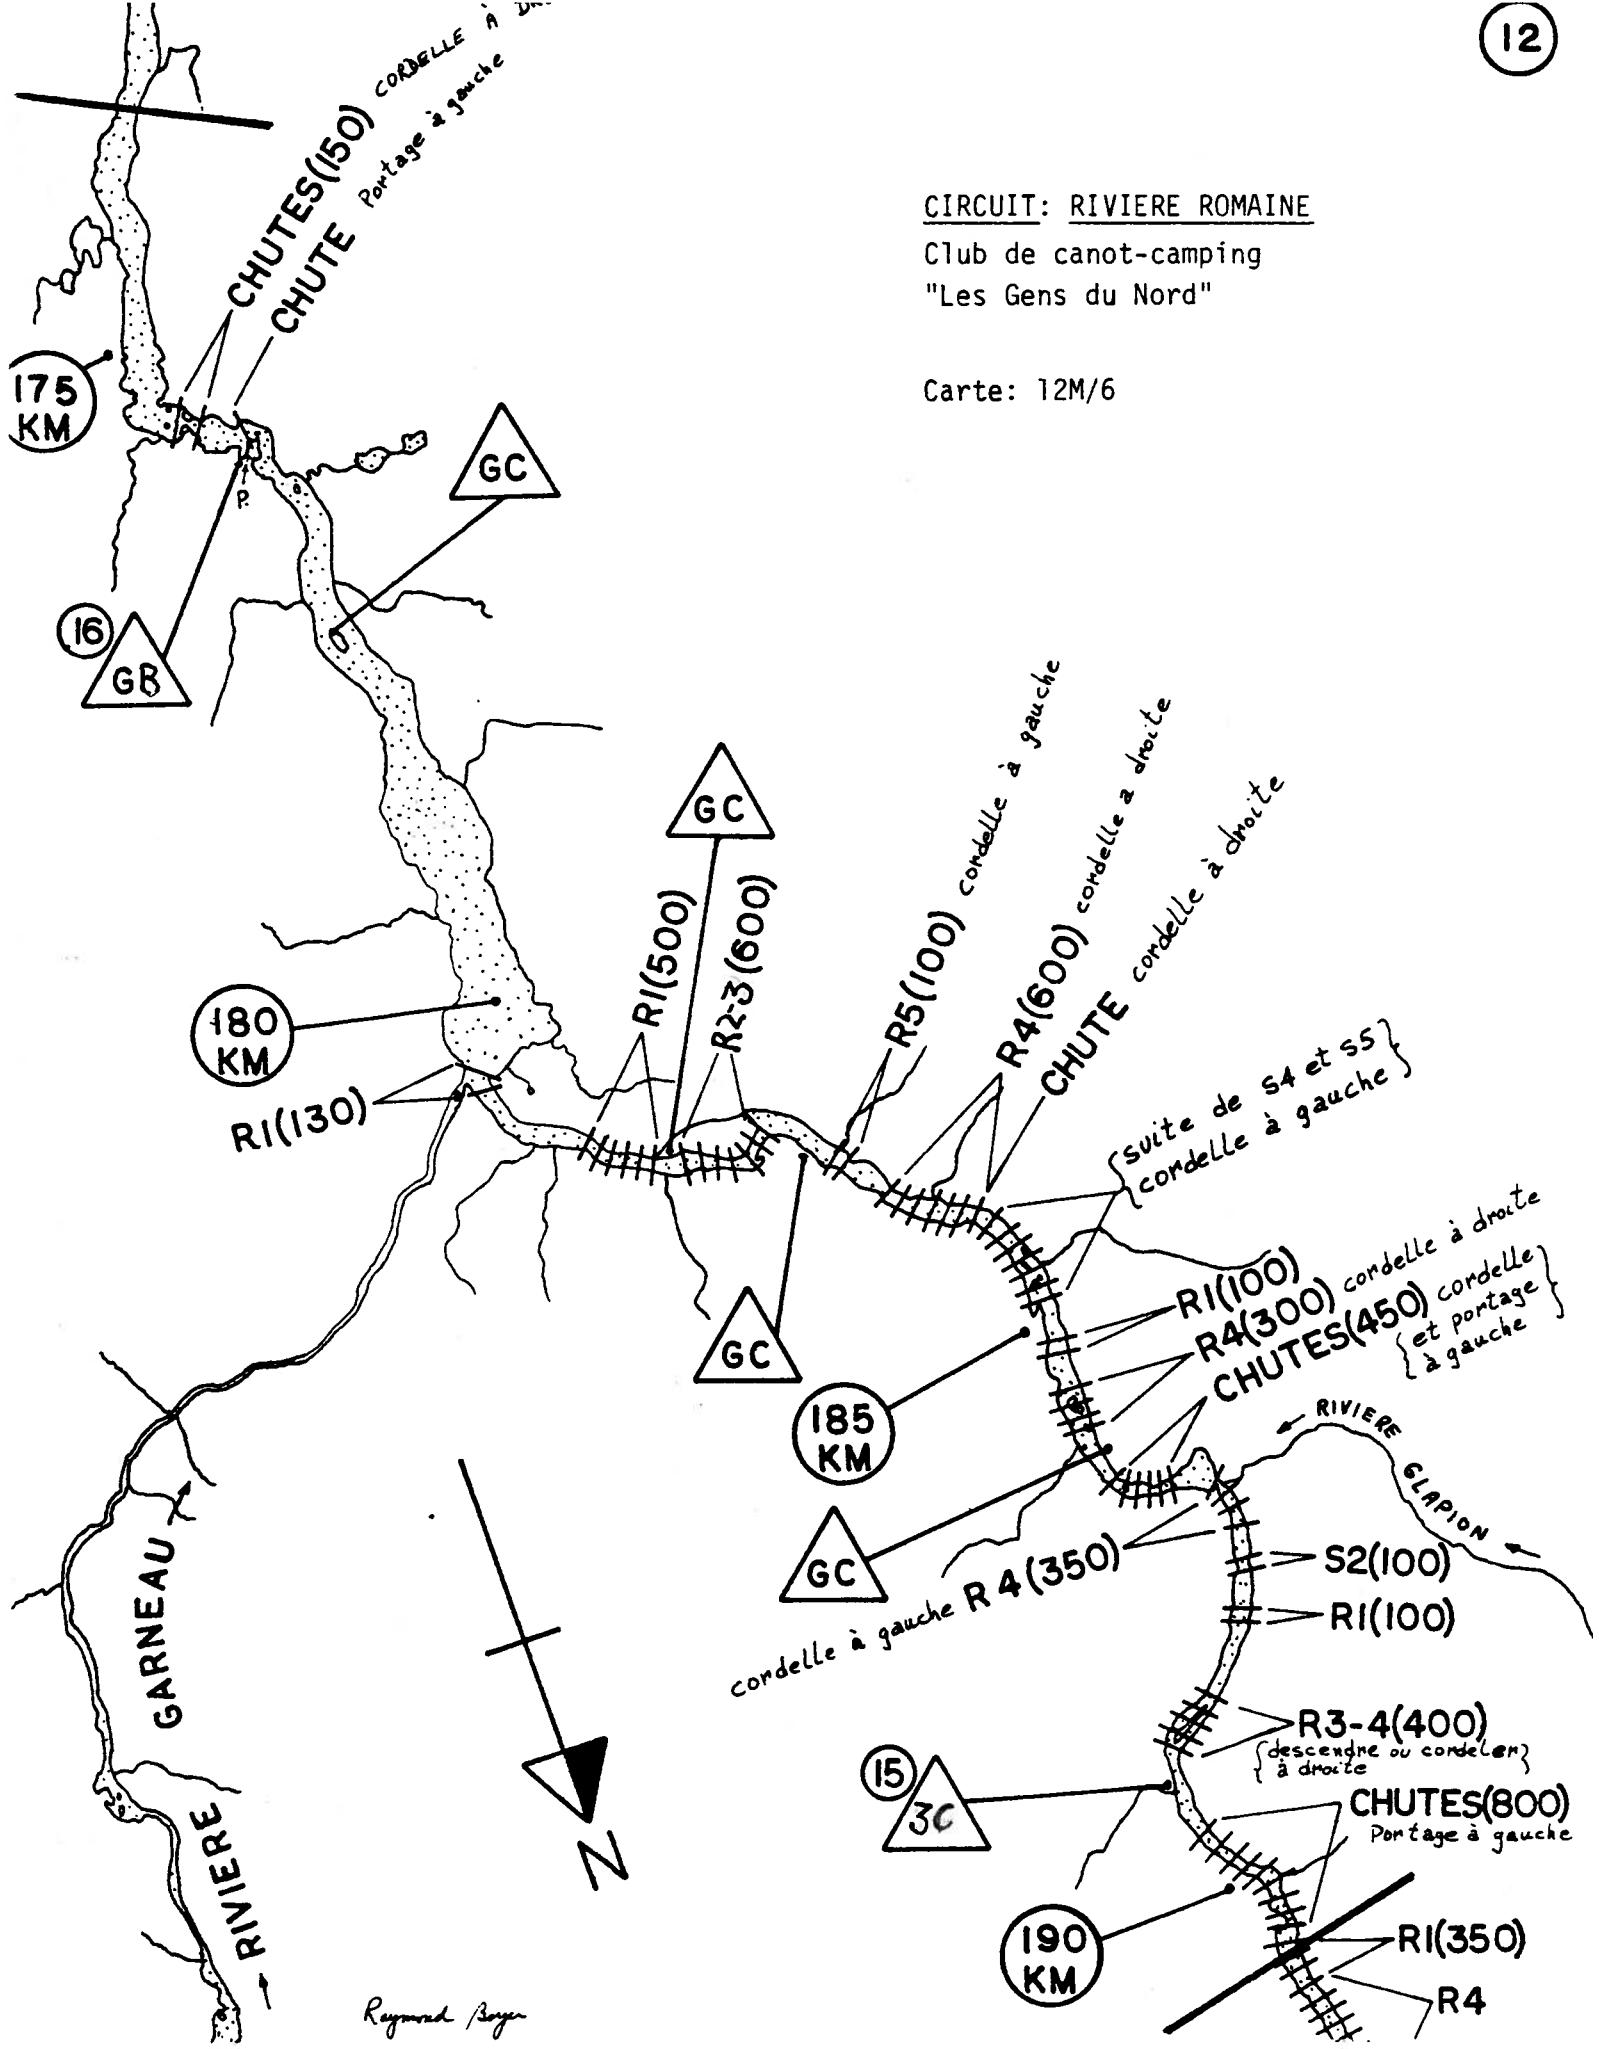 12
CORDELLE À
CHUTES(150)
Portage à gauche
CHUTE
CIRCUIT: RIVIERE ROMAINE
Club de canot-camping
"Les Gens du Nord"
Carte: 12M/6
175
KM
GC
P.
16
GB
GC
R1(500)
R2-3(600)
R5(100) cordelle à gauche
R4(600) cordelle a droite
CHUTE cordelle à droite
180
KM
R1(130)
{suite de S4 et S5}
{cordelle à gauche}
GC
R1(100)
R4(300) cordelle à droite
CHUTES(450) cordelle
{et portage
à gauche}
185
KM
RIVIERE
GLAPION
GC
cordelle à gauche R4(350)
S2(100)
R1(100)
GARNEAU
RIVIERE
N
R3-4(400)
{descendre ou cordeler}
{à droite
15
3C
CHUTES(800)
Portage à gauche
190
KM
R1(350)
R4
Raymond Boyer